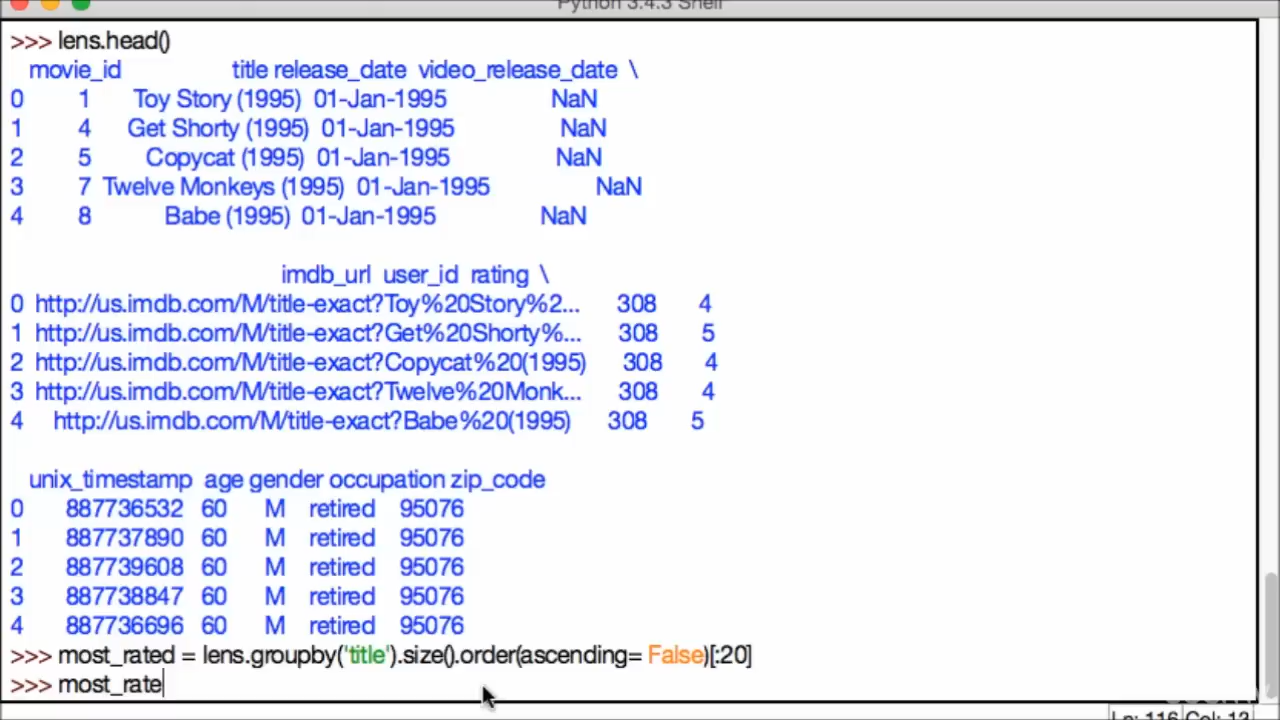 Python 3.4.3 Shell
>>> lens.head()
movie_id title release_date video_release_date \
0 1 Toy Story (1995) 01-Jan-1995 NaN
1 4 Get Shorty (1995) 01-Jan-1995 NaN
2 5 Copycat (1995) 01-Jan-1995 NaN
3 7 Twelve Monkeys (1995) 01-Jan-1995 NaN
4 8 Babe (1995) 01-Jan-1995 NaN
imdb_url user_id rating \
0 http://us.imdb.com/M/title-exact?Toy%20Story%2... 308 4
1 http://us.imdb.com/M/title-exact?Get%20Shorty%... 308 5
2 http://us.imdb.com/M/title-exact?Copycat%20(1995) 308 4
3 http://us.imdb.com/M/title-exact?Twelve%20Monk... 308 4
4 http://us.imdb.com/M/title-exact?Babe%20(1995) 308 5
unix_timestamp age gender occupation zip_code
0 887736532 60 M retired 95076
1 887737890 60 M retired 95076
2 887739608 60 M retired 95076
3 887738847 60 M retired 95076
4 887736696 60 M retired 95076
>>> most_rated = lens.groupby('title').size().order(ascending= False)[:20]
>>> most_rate
Ln: 116 Col: 13